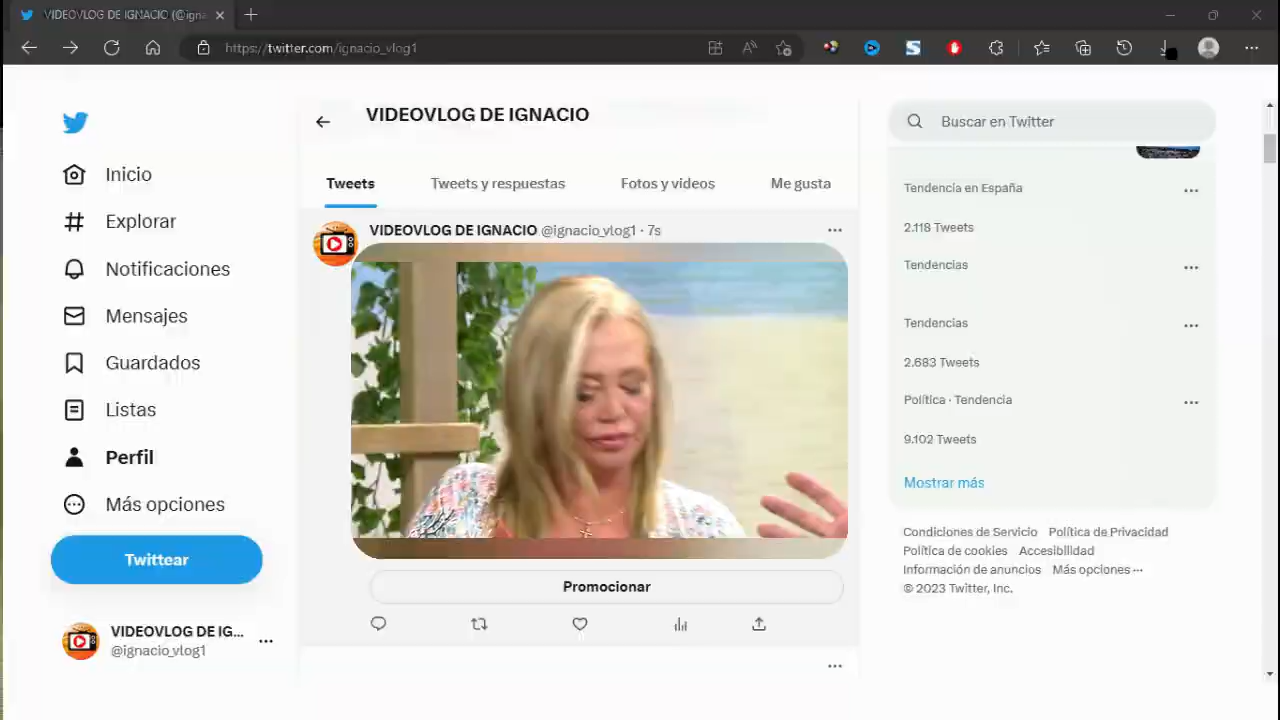 VIDEOVLOG DE IGNACIO (@igna
https://twitter.com/ignacio_vlog1
Inicio
Explorar
Notificaciones
Mensajes
Guardados
Listas
Perfil
Más opciones
Twittear
VIDEOVLOG DE IG...
@ignacio_vlog1
VIDEOVLOG DE IGNACIO
Tweets
Tweets y respuestas
Fotos y videos
Me gusta
VIDEOVLOG DE IGNACIO @ignacio_vlog1 · 7s
Promocionar
Buscar en Twitter
Tendencia en España
2.118 Tweets
Tendencias
Tendencias
2.683 Tweets
Política · Tendencia
9.102 Tweets
Mostrar más
Condiciones de Servicio Política de Privacidad
Política de cookies Accesibilidad
Información de anuncios Más opciones ···
© 2023 Twitter, Inc.